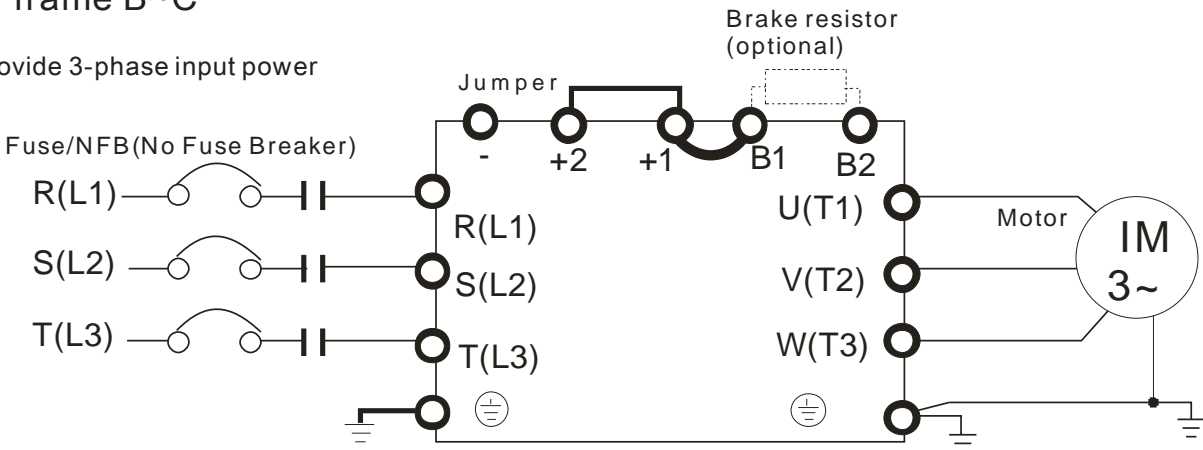 frame B~C
ovide 3-phase input power
Brake resistor
(optional)
Jumper
Fuse/NFB(No Fuse Breaker)
- +2 +1 B1 B2
R(L1)
R(L1)
U(T1)
Motor
IM
3~
S(L2)
S(L2)
V(T2)
T(L3)
T(L3)
W(T3)